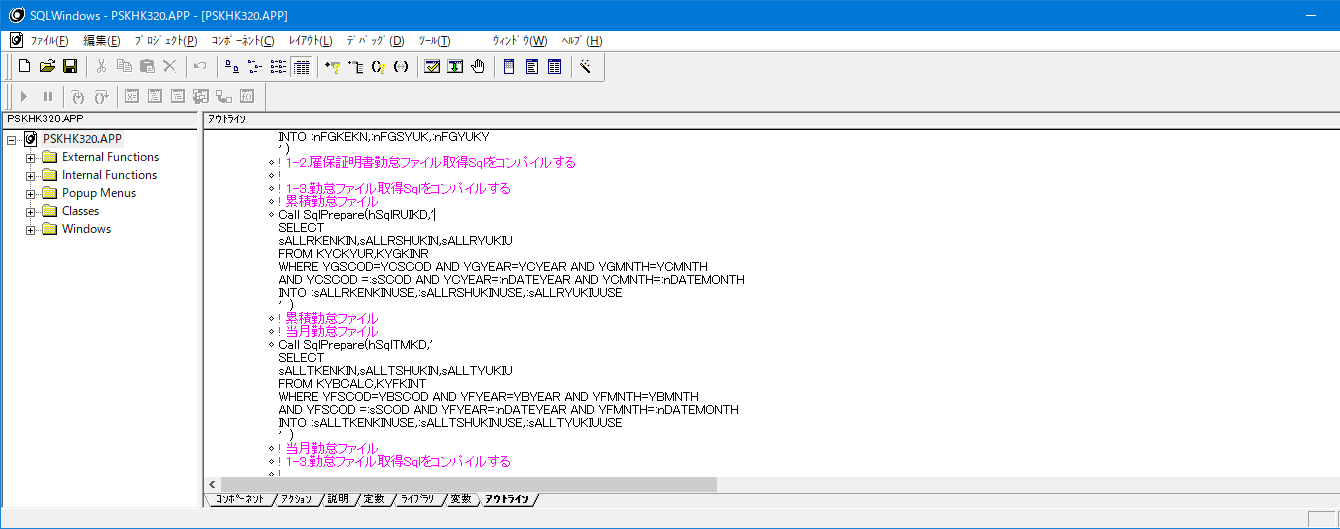 SQLWindows - PSKHK320.APP - [PSKHK320.APP]
ﾌｧｲﾙ(F) 編集(E) ﾌﾟﾛｼﾞｪｸﾄ(P) ｺﾝﾎﾟｰﾈﾝﾄ(C) ﾚｲｱｳﾄ(L) ﾃﾞﾊﾞｯｸﾞ(D) ﾂｰﾙ(T) ｳｨﾝﾄﾞｳ(W) ﾍﾙﾌﾟ(H)
PSKHK320.APP
PSKHK320.APP
External Functions
Internal Functions
Popup Menus
Classes
Windows
ｱｳﾄﾗｲﾝ
INTO :nFGKEKN,:nFGSYUK,:nFGYUKY
' )
! 1-2.雇保証明書勤怠ファイル取得Sqlをコンパイルする
!
! 1-3.勤怠ファイル取得Sqlをコンパイルする
! 累積勤怠ファイル
Call SqlPrepare(hSqlRUIKD,'
SELECT
sALLRKENKIN,sALLRSHUKIN,sALLRYUKIU
FROM KYCKYUR,KYGKINR
WHERE YGSCOD=YCSCOD AND YGYEAR=YCYEAR AND YGMNTH=YCMNTH
AND YCSCOD =:sSCOD AND YCYEAR=:nDATEYEAR AND YCMNTH=:nDATEMONTH
INTO :sALLRKENKINUSE,:sALLRSHUKINUSE,:sALLRYUKIUUSE
' )
! 累積勤怠ファイル
! 当月勤怠ファイル
Call SqlPrepare(hSqlTMKD,'
SELECT
sALLTKENKIN,sALLTSHUKIN,sALLTYUKIU
FROM KYBCALC,KYFKINT
WHERE YFSCOD=YBSCOD AND YFYEAR=YBYEAR AND YFMNTH=YBMNTH
AND YFSCOD =:sSCOD AND YFYEAR=:nDATEYEAR AND YFMNTH=:nDATEMONTH
INTO :sALLTKENKINUSE,:sALLTSHUKINUSE,:sALLTYUKIUUSE
' )
! 当月勤怠ファイル
! 1-3.勤怠ファイル取得Sqlをコンパイルする
!
ｺﾝﾎﾟｰﾈﾝﾄ ｱｸｼｮﾝ 説明 定数 ﾗｲﾌﾞﾗﾘ 変数 ｱｳﾄﾗｲﾝ